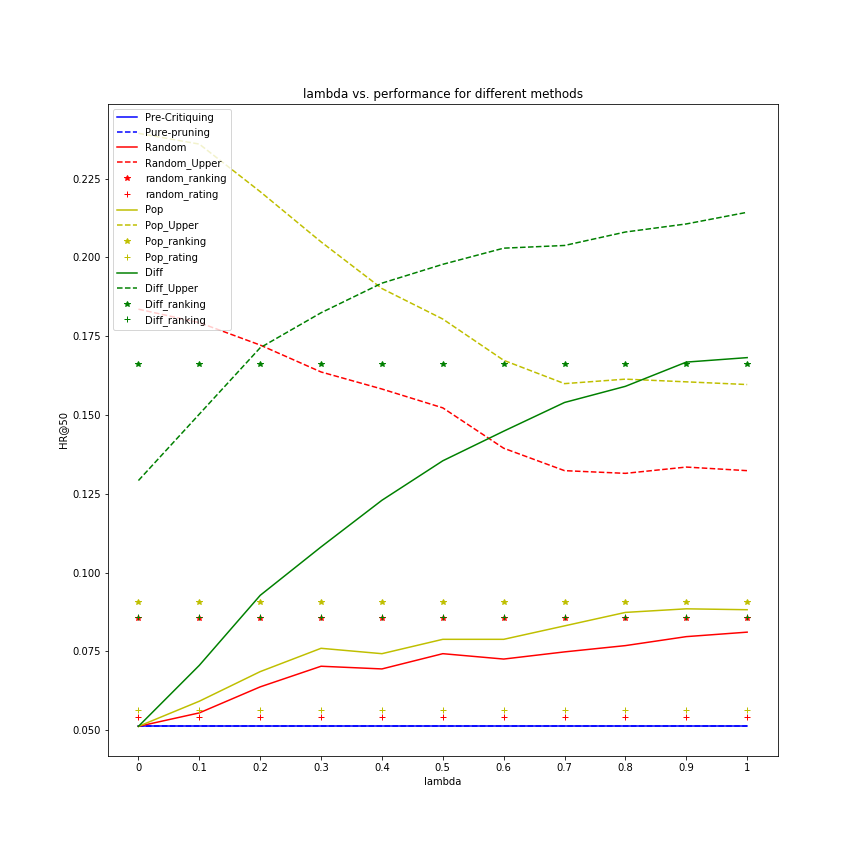 lambda vs. performance for different methods
Pre-Critiquing
Pure-pruning
Random
Random_Upper
random_ranking
random_rating
Pop
Pop_Upper
Pop_ranking
Pop_rating
Diff
Diff_Upper
Diff_ranking
Diff_ranking
0.225
0.200
0.175
0.150
0.125
0.100
0.075
0.050
HR@50
0 0.1 0.2 0.3 0.4 0.5 0.6 0.7 0.8 0.9 1
lambda